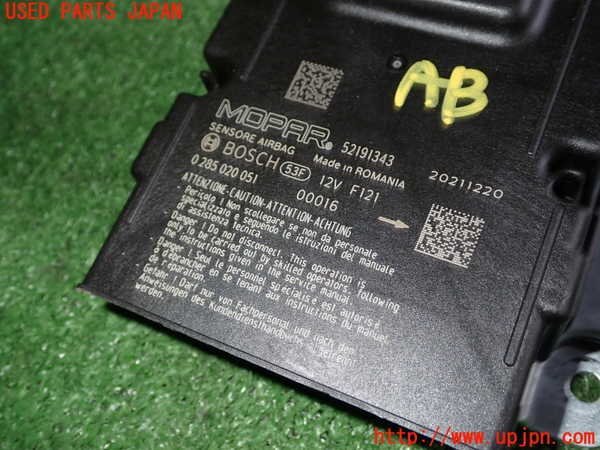 USED PARTS JAPAN
AB
MOPAR® 52191343
SENSORE AIRBAG
BOSCH 53F Made in ROMANIA
0 285 020 051 12V F121
00016
20211220
ATTENZIONE-CAUTION-ATTENTION-ACHTUNG
- Pericolo ! Non scollegare se non da personale
specializzato e seguendo le istruzioni del manuale
d'assistenza tecnica.
- Danger ! Do not disconnect. This operation is
only to be carried out by skilled operators, following
the instructions given in the service manual.
- Danger ! Seul le personnel spécialisé est autorisé
à débrancher en se tenant aux instructions du manu
de réparation.
- Gefahr ! Darf nur von Fachpersonal und nach den
Anweisungen des Kundendiensthandbuchs
werden.
http://www.upjpn.com/